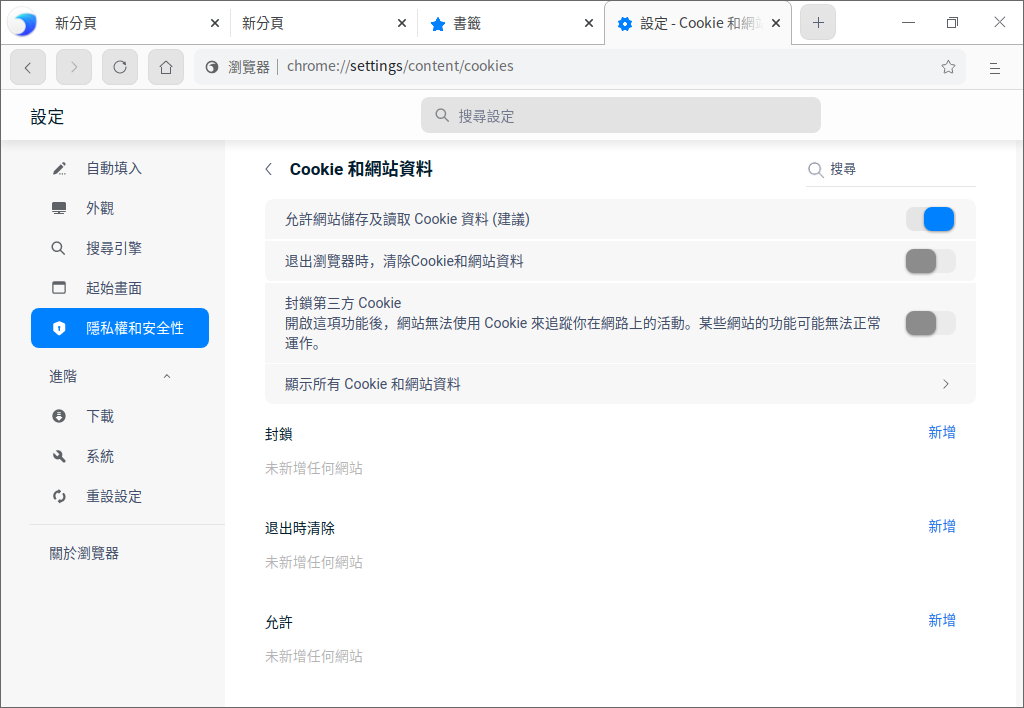 新分頁
新分頁
書籤
設定 - Cookie 和網
瀏覽器 | chrome://settings/content/cookies
設定
搜尋設定
自動填入
外觀
搜尋引擎
起始畫面
隱私權和安全性
進階
下載
系統
重設設定
關於瀏覽器
Cookie 和網站資料
搜尋
允許網站儲存及讀取 Cookie 資料 (建議)
退出瀏覽器時，清除Cookie和網站資料
封鎖第三方 Cookie
開啟這項功能後，網站無法使用 Cookie 來追蹤你在網路上的活動。某些網站的功能可能無法正常
運作。
顯示所有 Cookie 和網站資料
封鎖
新增
未新增任何網站
退出時清除
新增
未新增任何網站
允許
新增
未新增任何網站